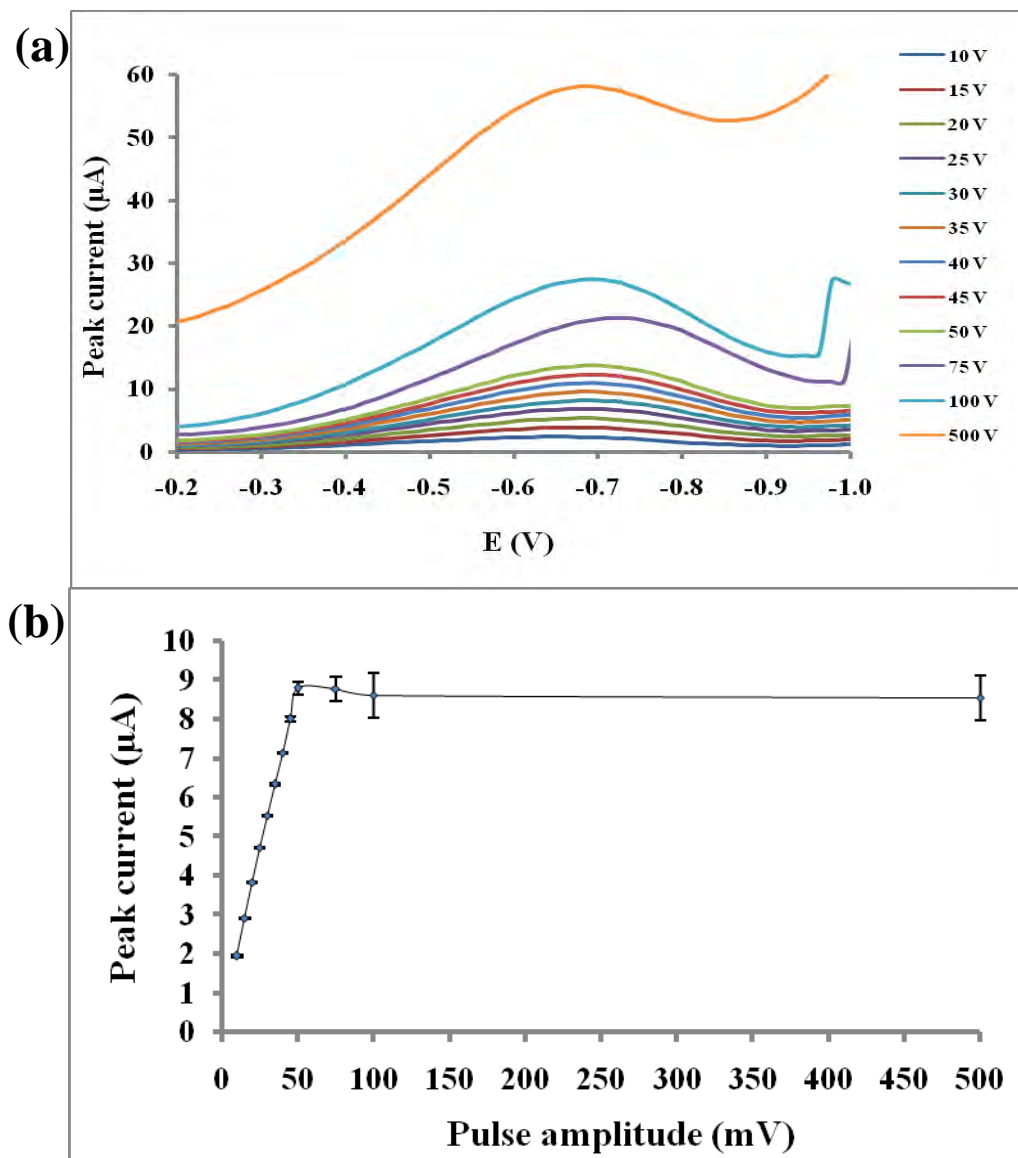 (a)
60
50
40
30
20
10
0
Peak current (µA)
-0.2 -0.3 -0.4 -0.5 -0.6 -0.7 -0.8 -0.9 -1.0
E (V)
10 V
15 V
20 V
25 V
30 V
35 V
40 V
45 V
50 V
75 V
100 V
500 V
(b)
10
9
8
7
6
5
4
3
2
1
0
Peak current (µA)
0 50 100 150 200 250 300 350 400 450 500
Pulse amplitude (mV)